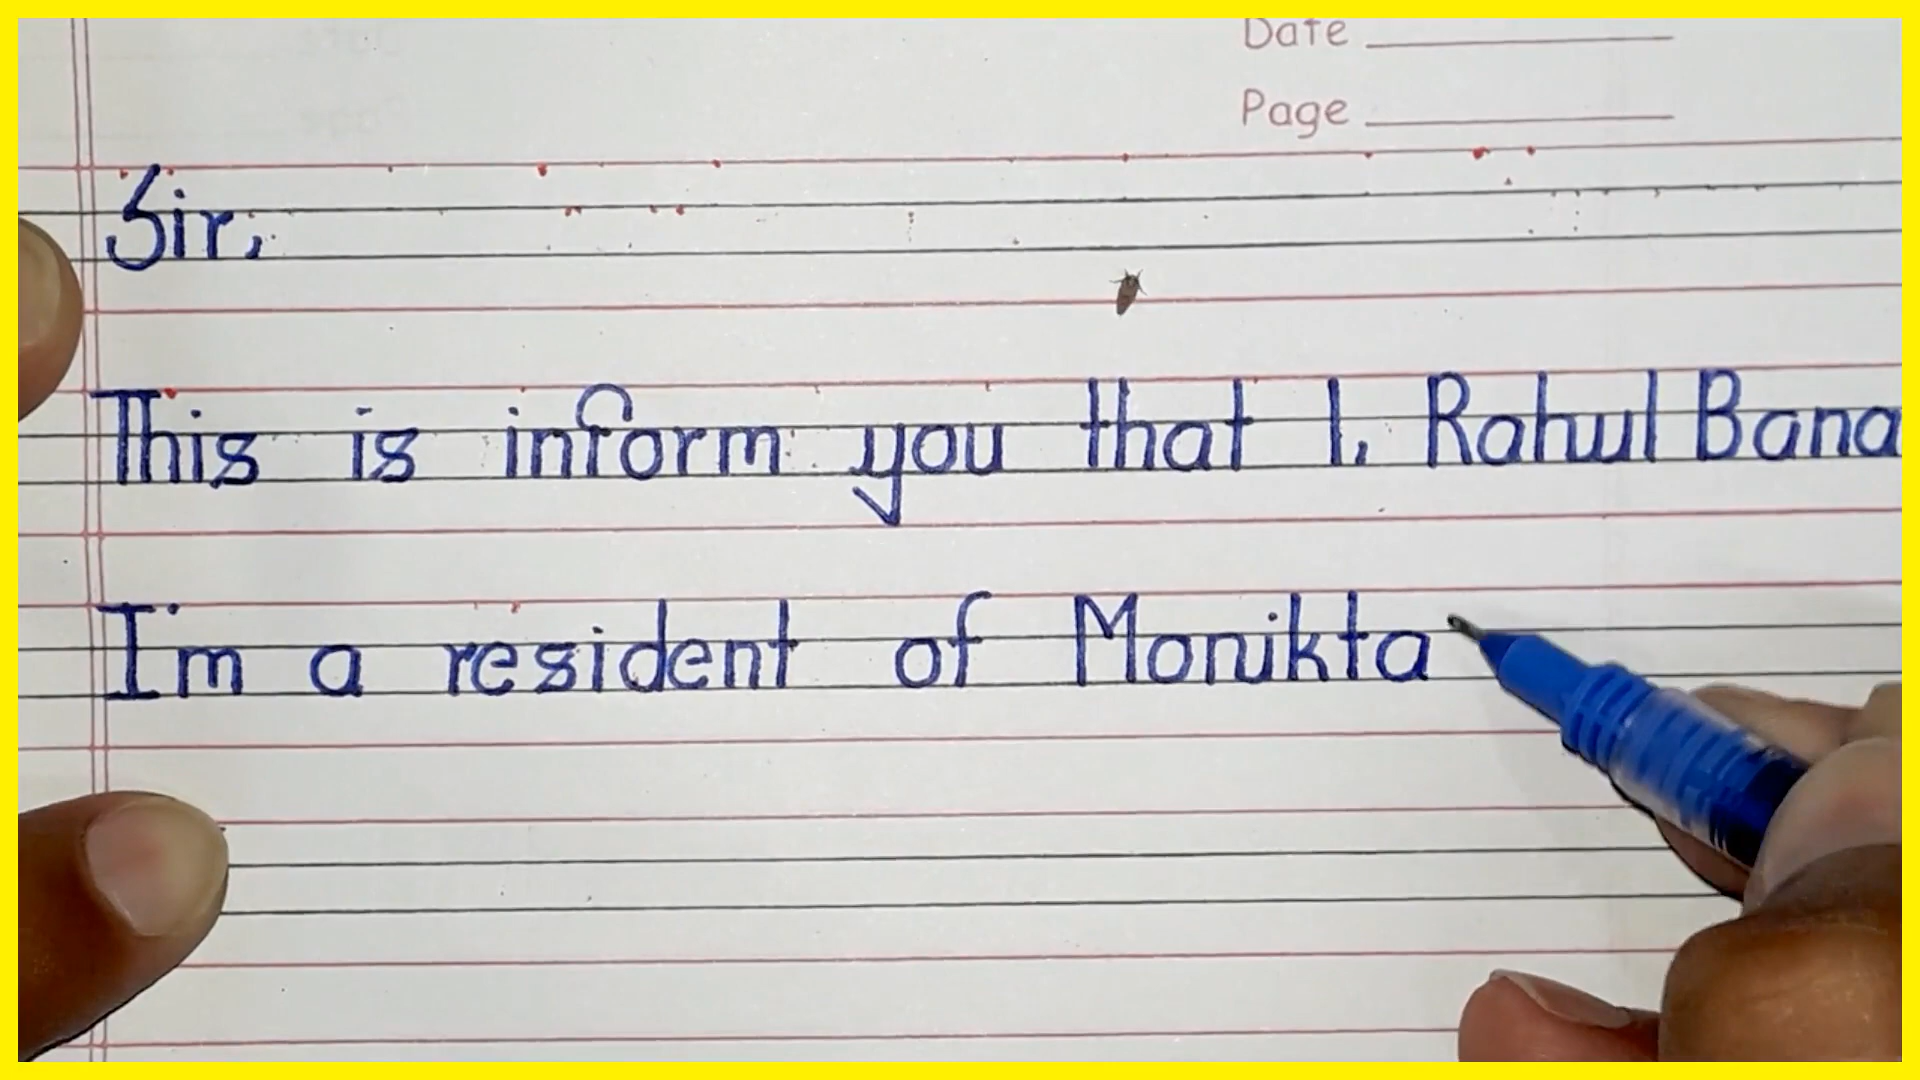 Date
Page
Sir,
This is inform you that I, Rahul Bana
I'm a resident of Monikta